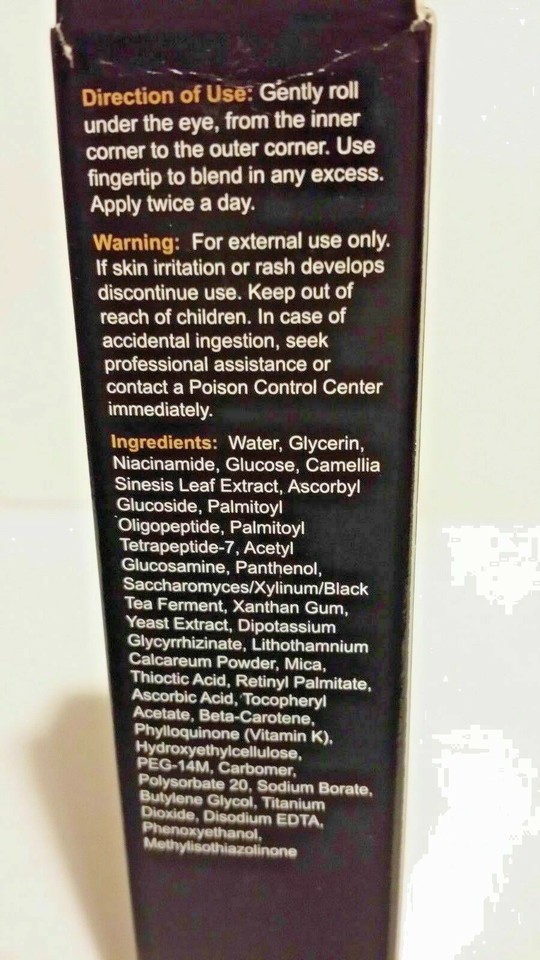 Direction of Use: Gently roll
under the eye, from the inner
corner to the outer corner. Use
fingertip to blend in any excess.
Apply twice a day.
Warning: For external use only.
If skin irritation or rash develops
discontinue use. Keep out of
reach of children. In case of
accidental ingestion, seek
professional assistance or
contact a Poison Control Center
immediately.
Ingredients: Water, Glycerin,
Niacinamide, Glucose, Camellia
Sinesis Leaf Extract, Ascorbyl
Glucoside, Palmitoyl
Oligopeptide, Palmitoyl
Tetrapeptide-7, Acetyl
Glucosamine, Panthenol,
Saccharomyces/Xylinum/Black
Tea Ferment, Xanthan Gum,
Yeast Extract, Dipotassium
Glycyrrhizinate, Lithothamnium
Calcareum Powder, Mica,
Thioctic Acid, Retinyl Palmitate,
Ascorbic Acid, Tocopheryl
Acetate, Beta-Carotene,
Phylloquinone (Vitamin K),
Hydroxyethylcellulose,
PEG-14M, Carbomer,
Polysorbate 20, Sodium Borate,
Butylene Glycol, Titanium
Dioxide, Disodium EDTA,
Phenoxyethanol,
Methylisothiazolinone